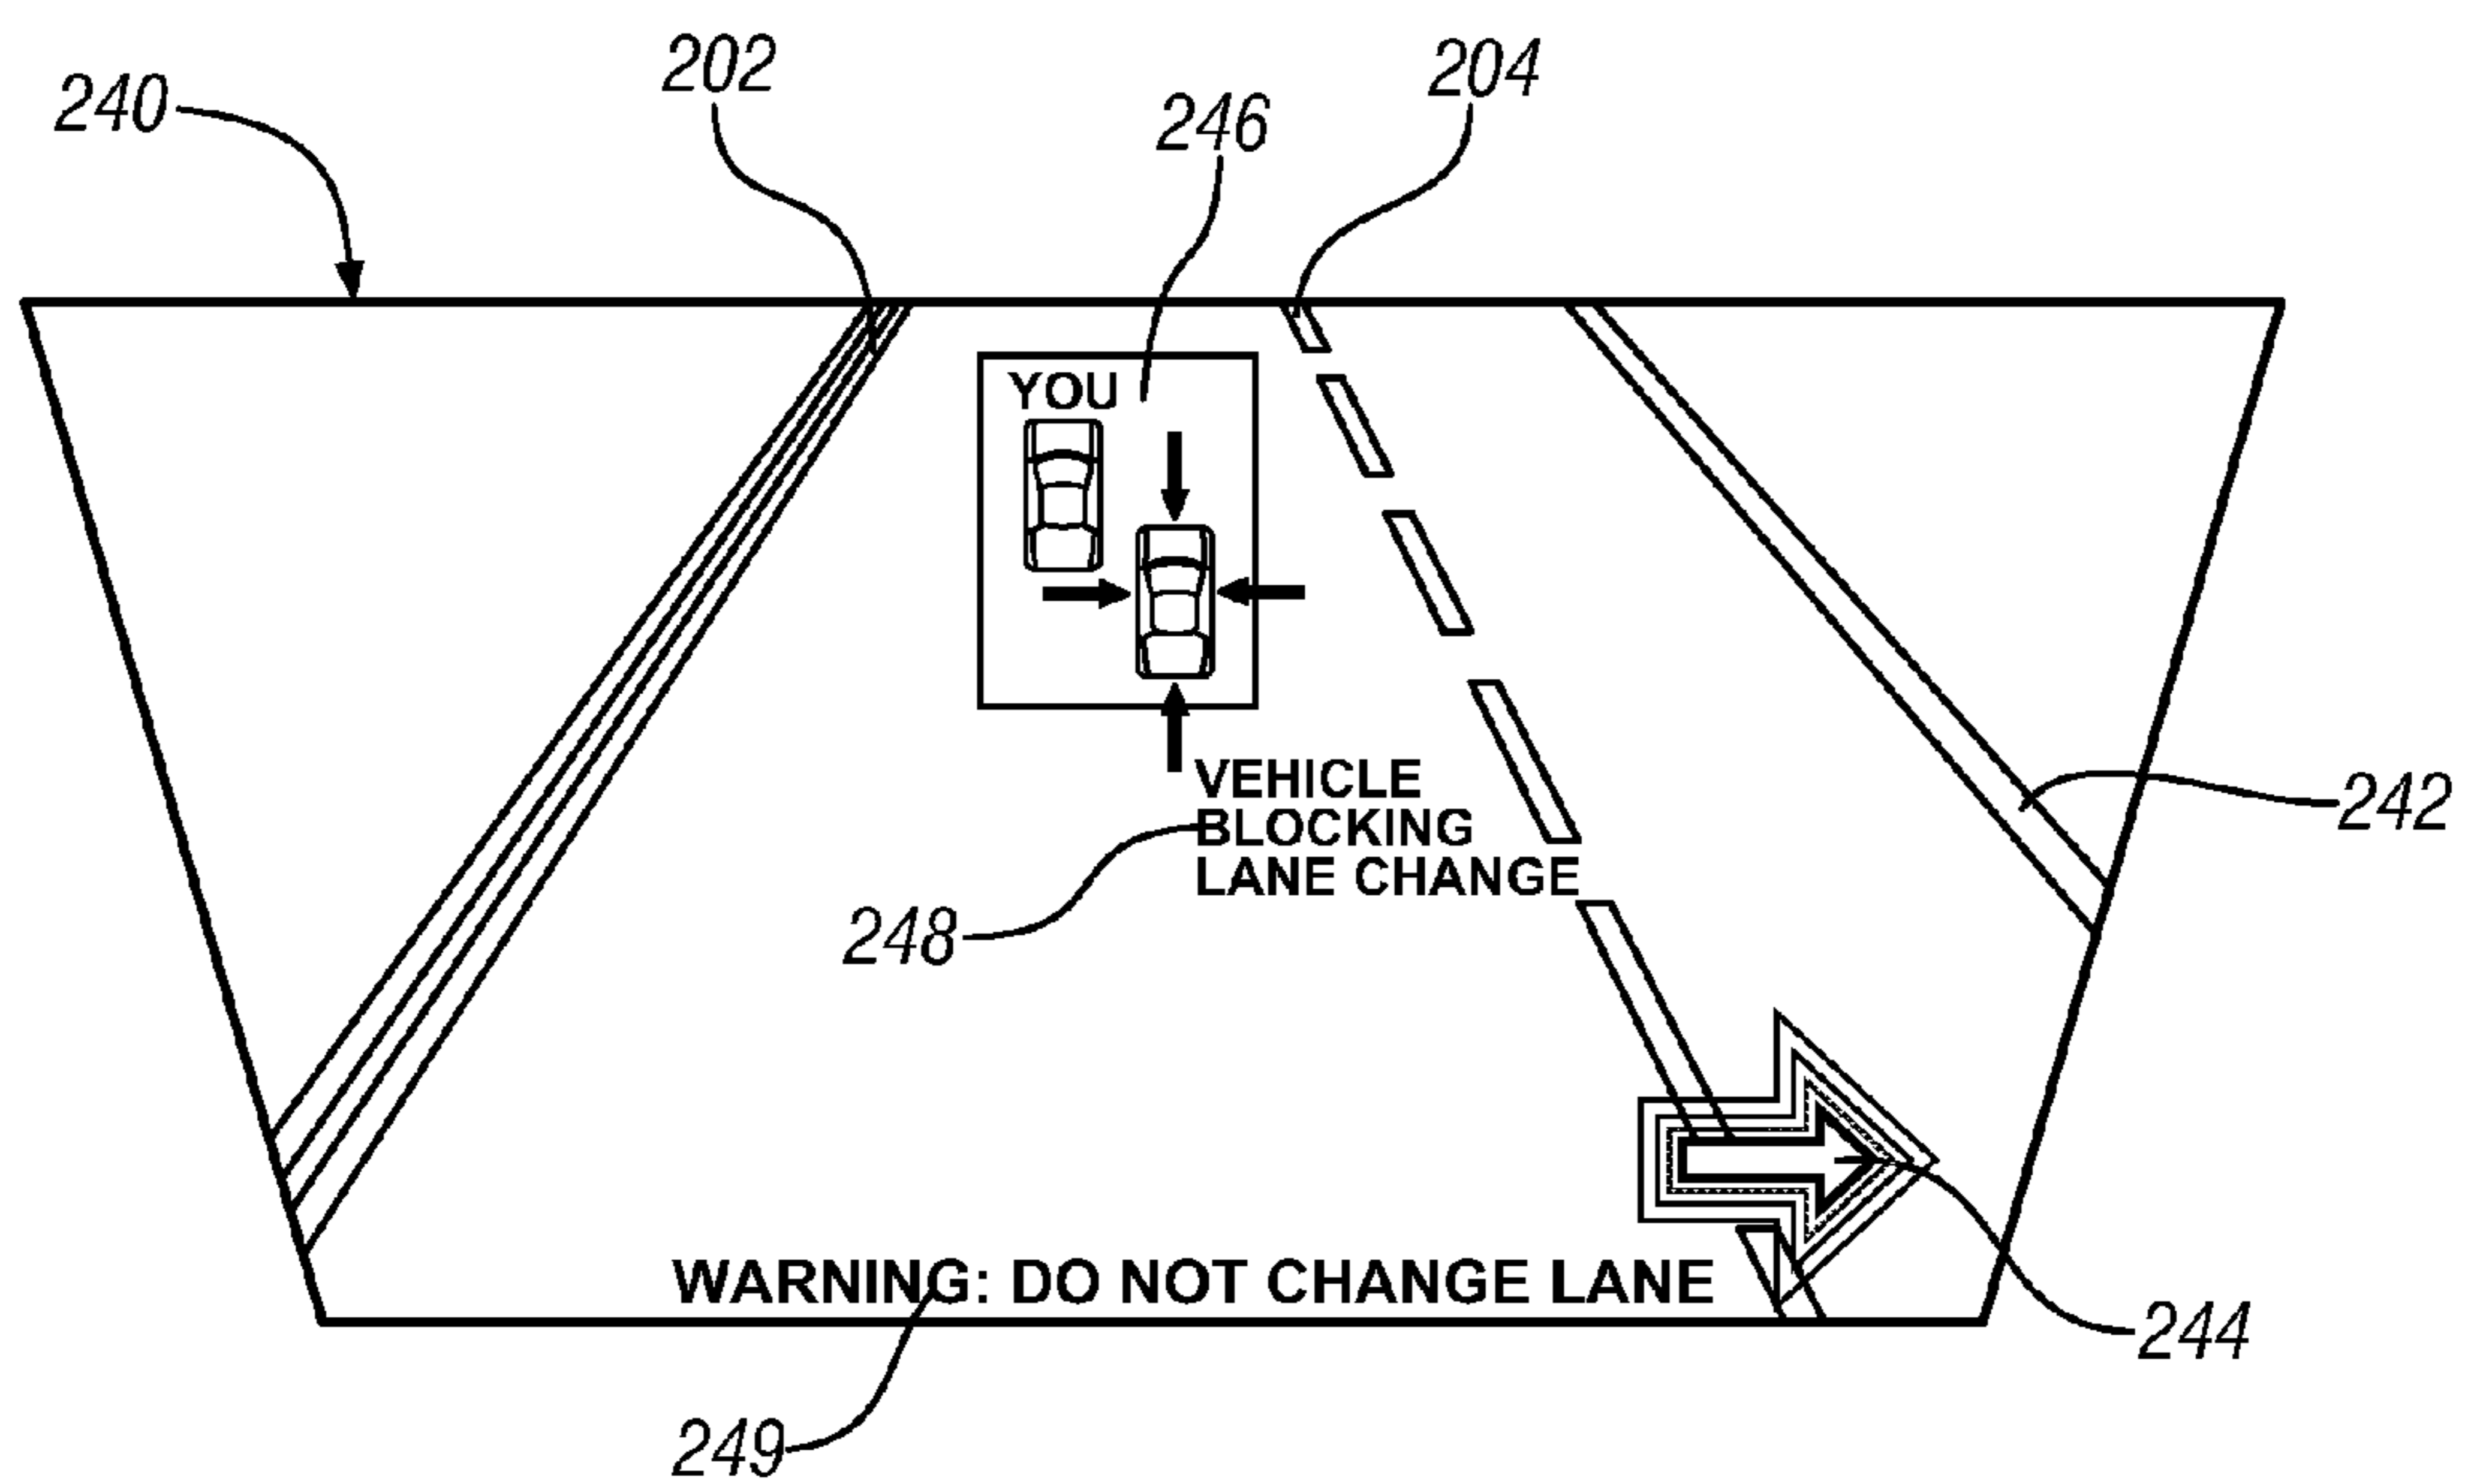 240
202
246
204
YOU
VEHICLE
BLOCKING
LANE CHANGE
242
248
WARNING: DO NOT CHANGE LANE
244
249